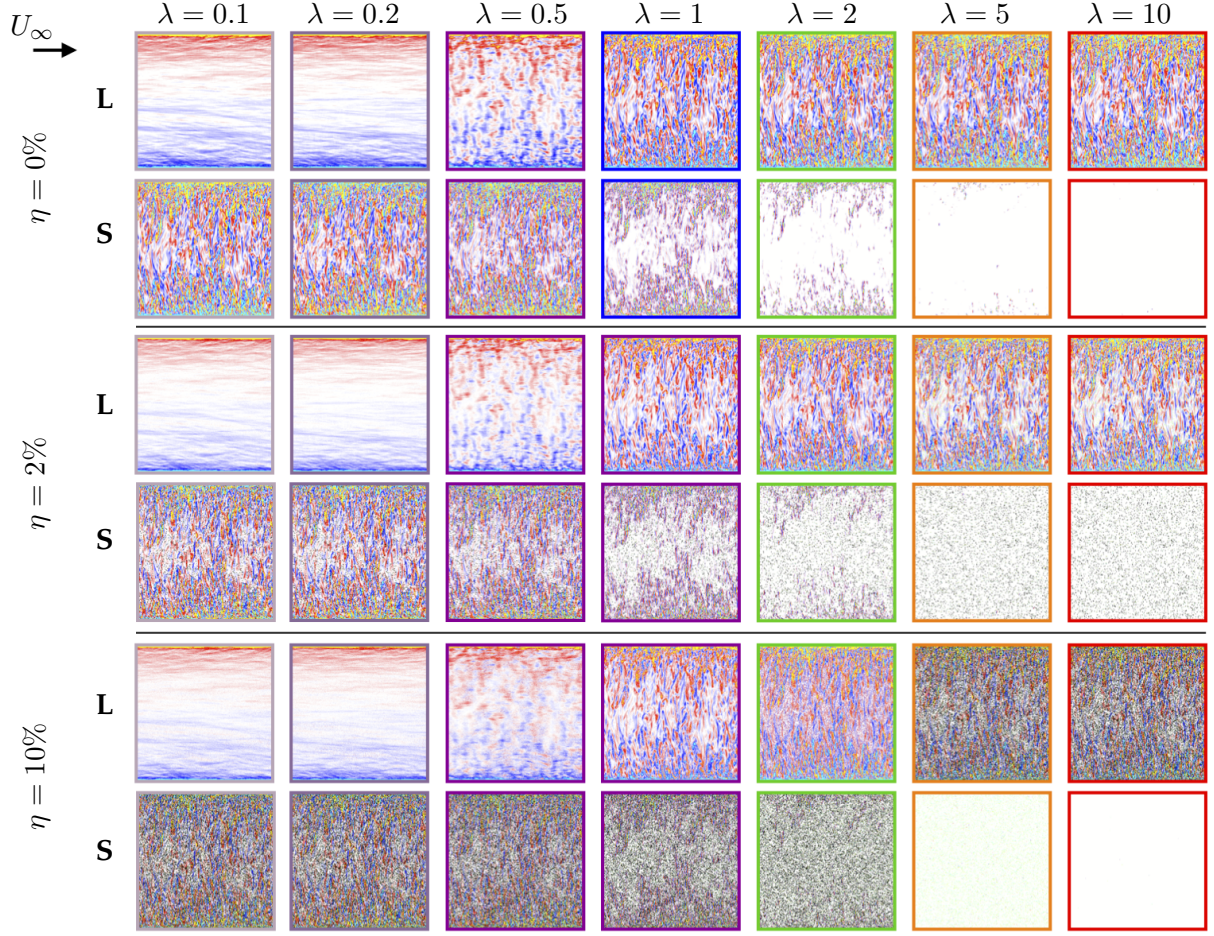 U∞
λ = 0.1 λ = 0.2 λ = 0.5 λ = 1 λ = 2 λ = 5 λ = 10
η = 0%
L
S
η = 2%
L
S
η = 10%
L
S